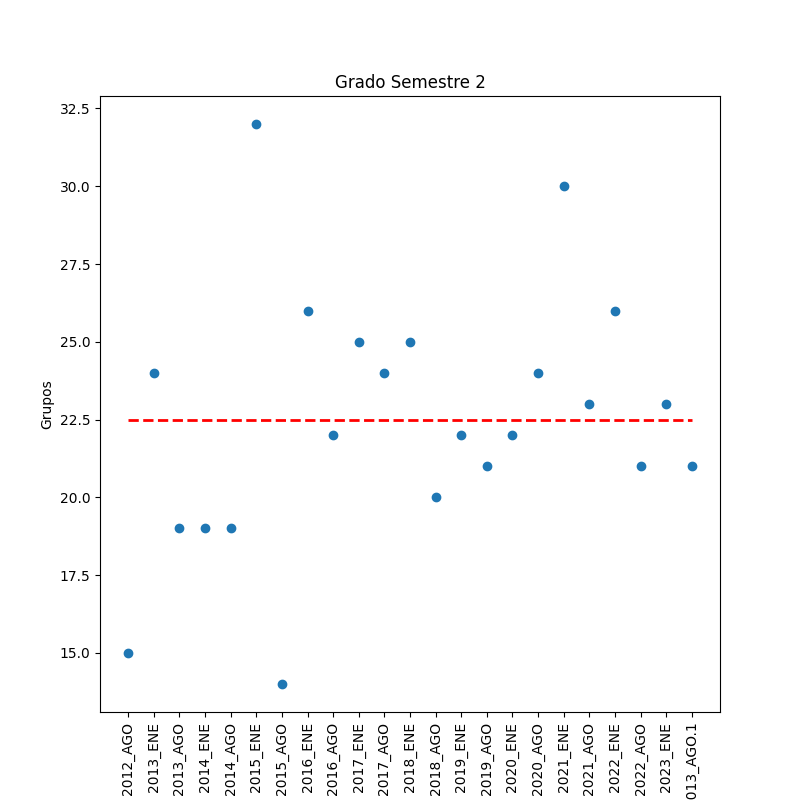 Grado Semestre 2
Grupos
32.5
30.0
27.5
25.0
22.5
20.0
17.5
15.0
2012_AGO
2013_ENE
2013_AGO
2014_ENE
2014_AGO
2015_ENE
2015_AGO
2016_ENE
2016_AGO
2017_ENE
2017_AGO
2018_ENE
2018_AGO
2019_ENE
2019_AGO
2020_ENE
2020_AGO
2021_ENE
2021_AGO
2022_ENE
2022_AGO
2023_ENE
013_AGO.1